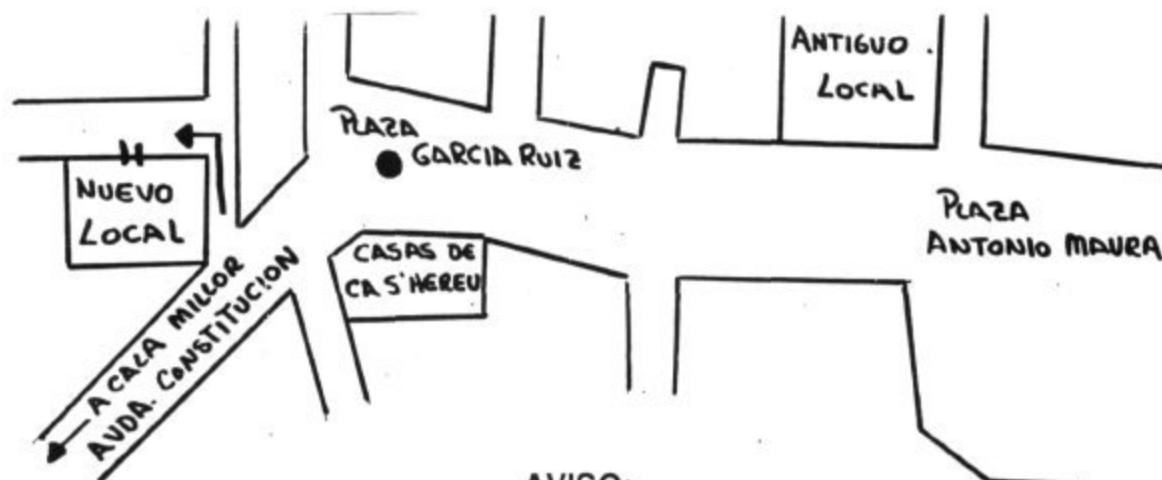 ANTIGUO.
LOCAL
PLAZA
GARCIA RUIZ
NUEVO
LOCAL
PLAZA
ANTONIO MAURA
CASAS DE
CA S'HEREU
A CALA MILLOR
AVDA. CONSTITUCION